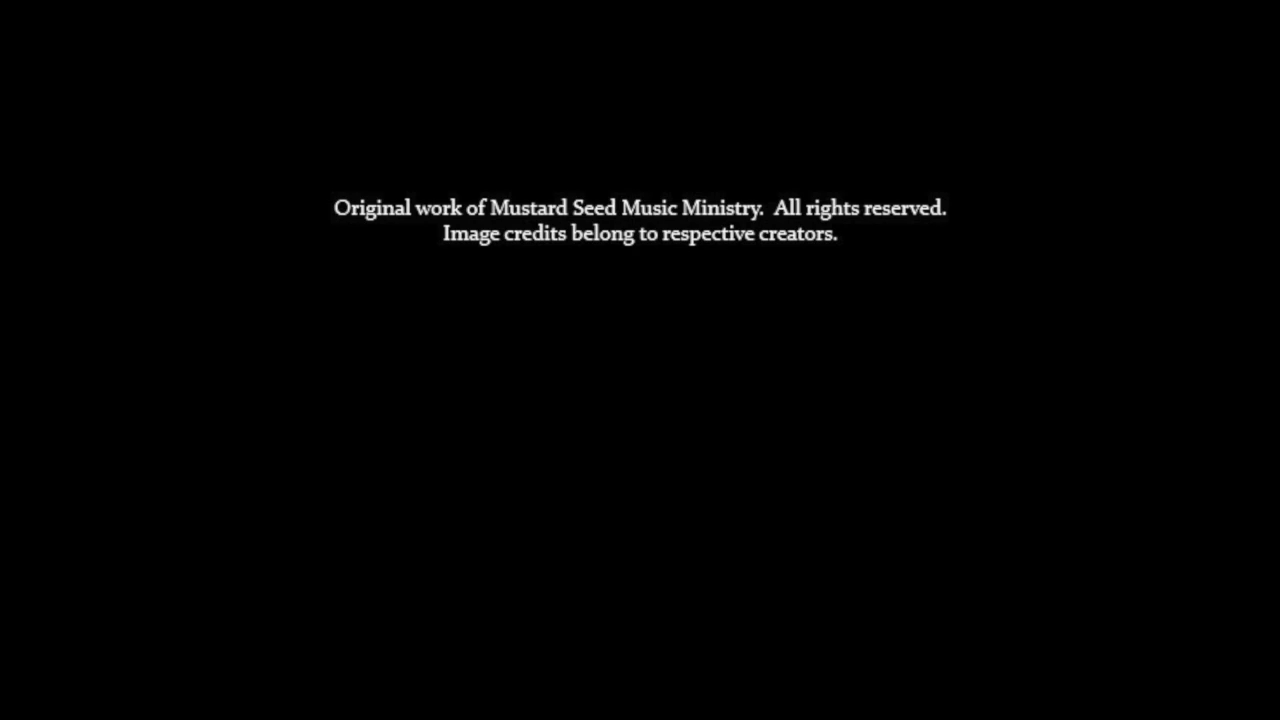 Original work of Mustard Seed Music Ministry.  All rights reserved.
Image credits belong to respective creators.